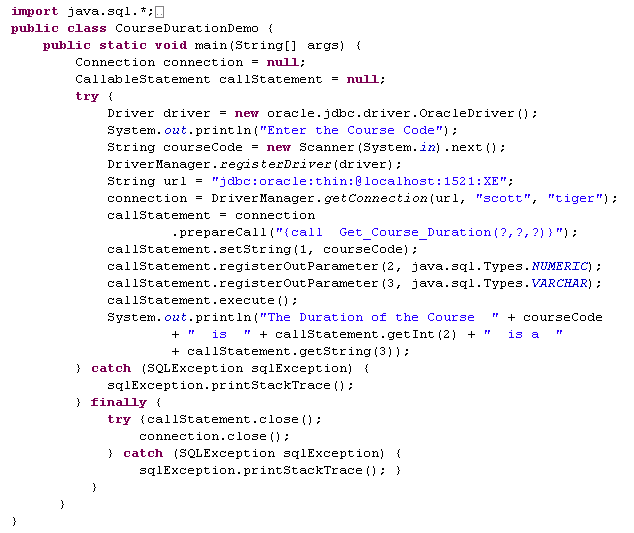 import java.sql.*;
public class CourseDurationDemo {
    public static void main(String[] args) {
        Connection connection = null;
        CallableStatement callStatement = null;
        try {
            Driver driver = new oracle.jdbc.driver.OracleDriver();
            System.out.println("Enter the Course Code");
            String courseCode = new Scanner(System.in).next();
            DriverManager.registerDriver(driver);
            String url = "jdbc:oracle:thin:@localhost:1521:XE";
            connection = DriverManager.getConnection(url, "scott", "tiger");
            callStatement = connection
                    .prepareCall("{call  Get_Course_Duration(?,?,?)}");
            callStatement.setString(1, courseCode);
            callStatement.registerOutParameter(2, java.sql.Types.NUMERIC);
            callStatement.registerOutParameter(3, java.sql.Types.VARCHAR);
            callStatement.execute();
            System.out.println("The Duration of the Course  " + courseCode
                    + "  is  " + callStatement.getInt(2) + "  is a  "
                    + callStatement.getString(3));
        } catch (SQLException sqlException) {
            sqlException.printStackTrace();
        } finally {
            try {callStatement.close();
                connection.close();
            } catch (SQLException sqlException) {
                sqlException.printStackTrace(); }
          }
      }
}